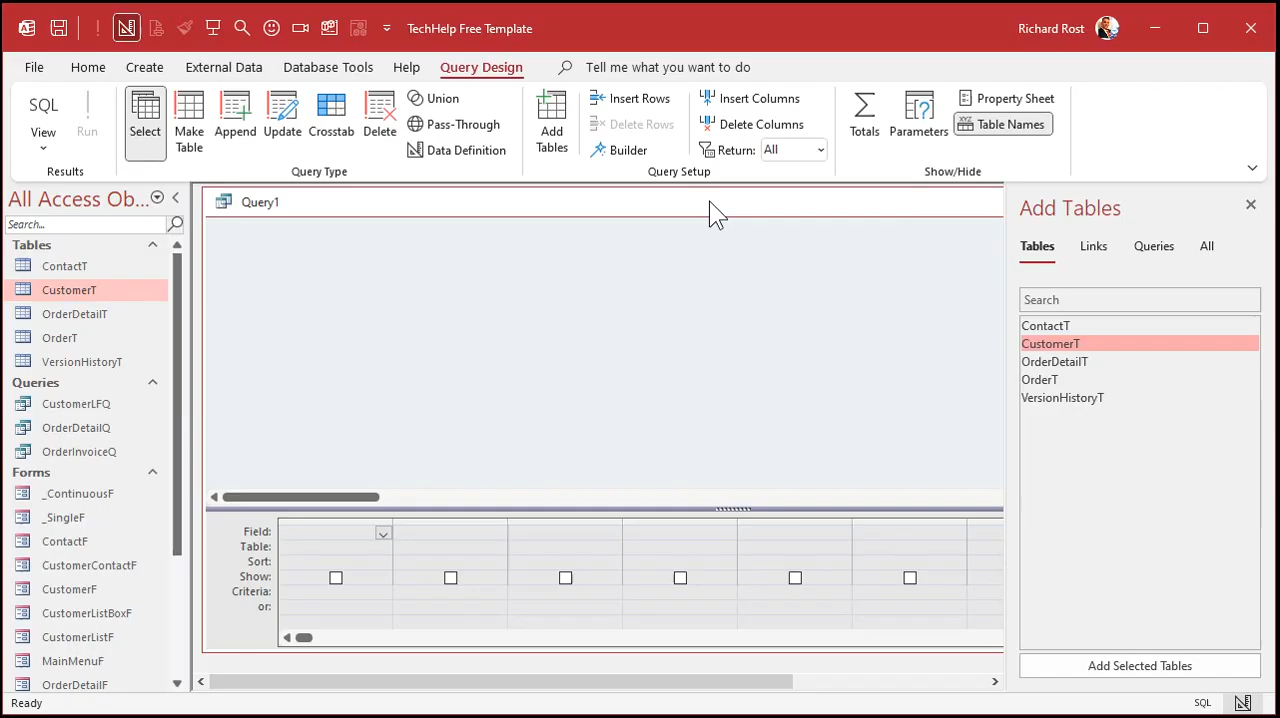 TechHelp Free Template
Richard Rost
File Home Create External Data Database Tools Help Query Design Tell me what you want to do
SQL View
Run
Results
Select
Make Table
Append
Update
Crosstab
Delete
Union
Pass-Through
Data Definition
Query Type
Add Tables
Insert Rows
Delete Rows
Builder
Insert Columns
Delete Columns
Return: All
Query Setup
Totals
Parameters
Property Sheet
XYZ Table Names
Show/Hide
All Access Ob...
Search...
Tables
ContactT
CustomerT
OrderDetailT
OrderT
VersionHistoryT
Queries
CustomerLFQ
OrderDetailQ
OrderInvoiceQ
Forms
_ContinuousF
_SingleF
ContactF
CustomerContactF
CustomerF
CustomerListBoxF
CustomerListF
MainMenuF
OrderDetailF
Query1
Field:
Table:
Sort:
Show:
Criteria:
or:
Add Tables
Tables Links Queries All
Search
ContactT
CustomerT
OrderDetailT
OrderT
VersionHistoryT
Add Selected Tables
Ready
SQL